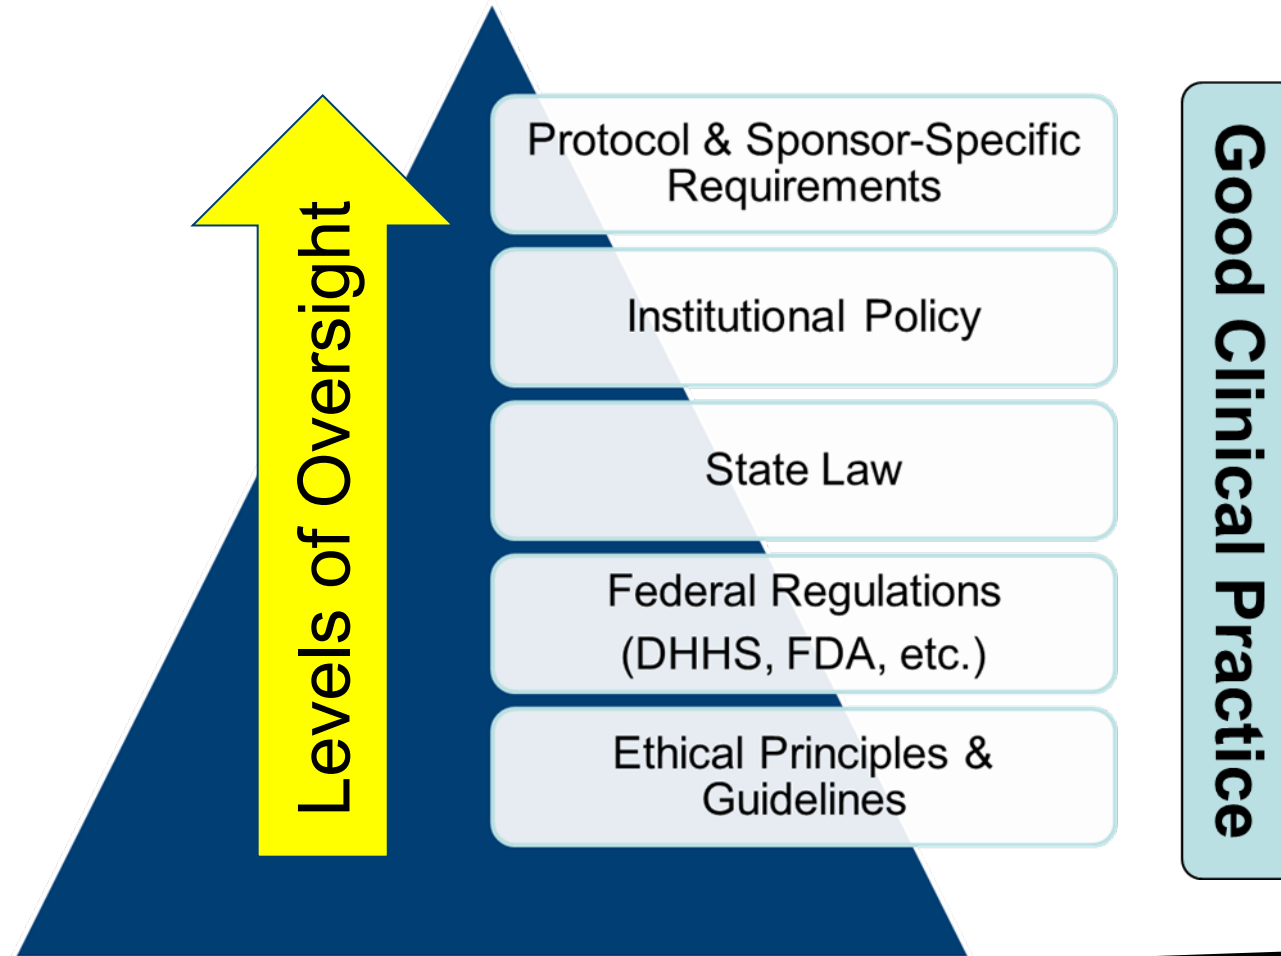 Levels of Oversight
Protocol & Sponsor-Specific
Requirements
Institutional Policy
State Law
Federal Regulations
(DHHS, FDA, etc.)
Ethical Principles &
Guidelines
Good Clinical Practice